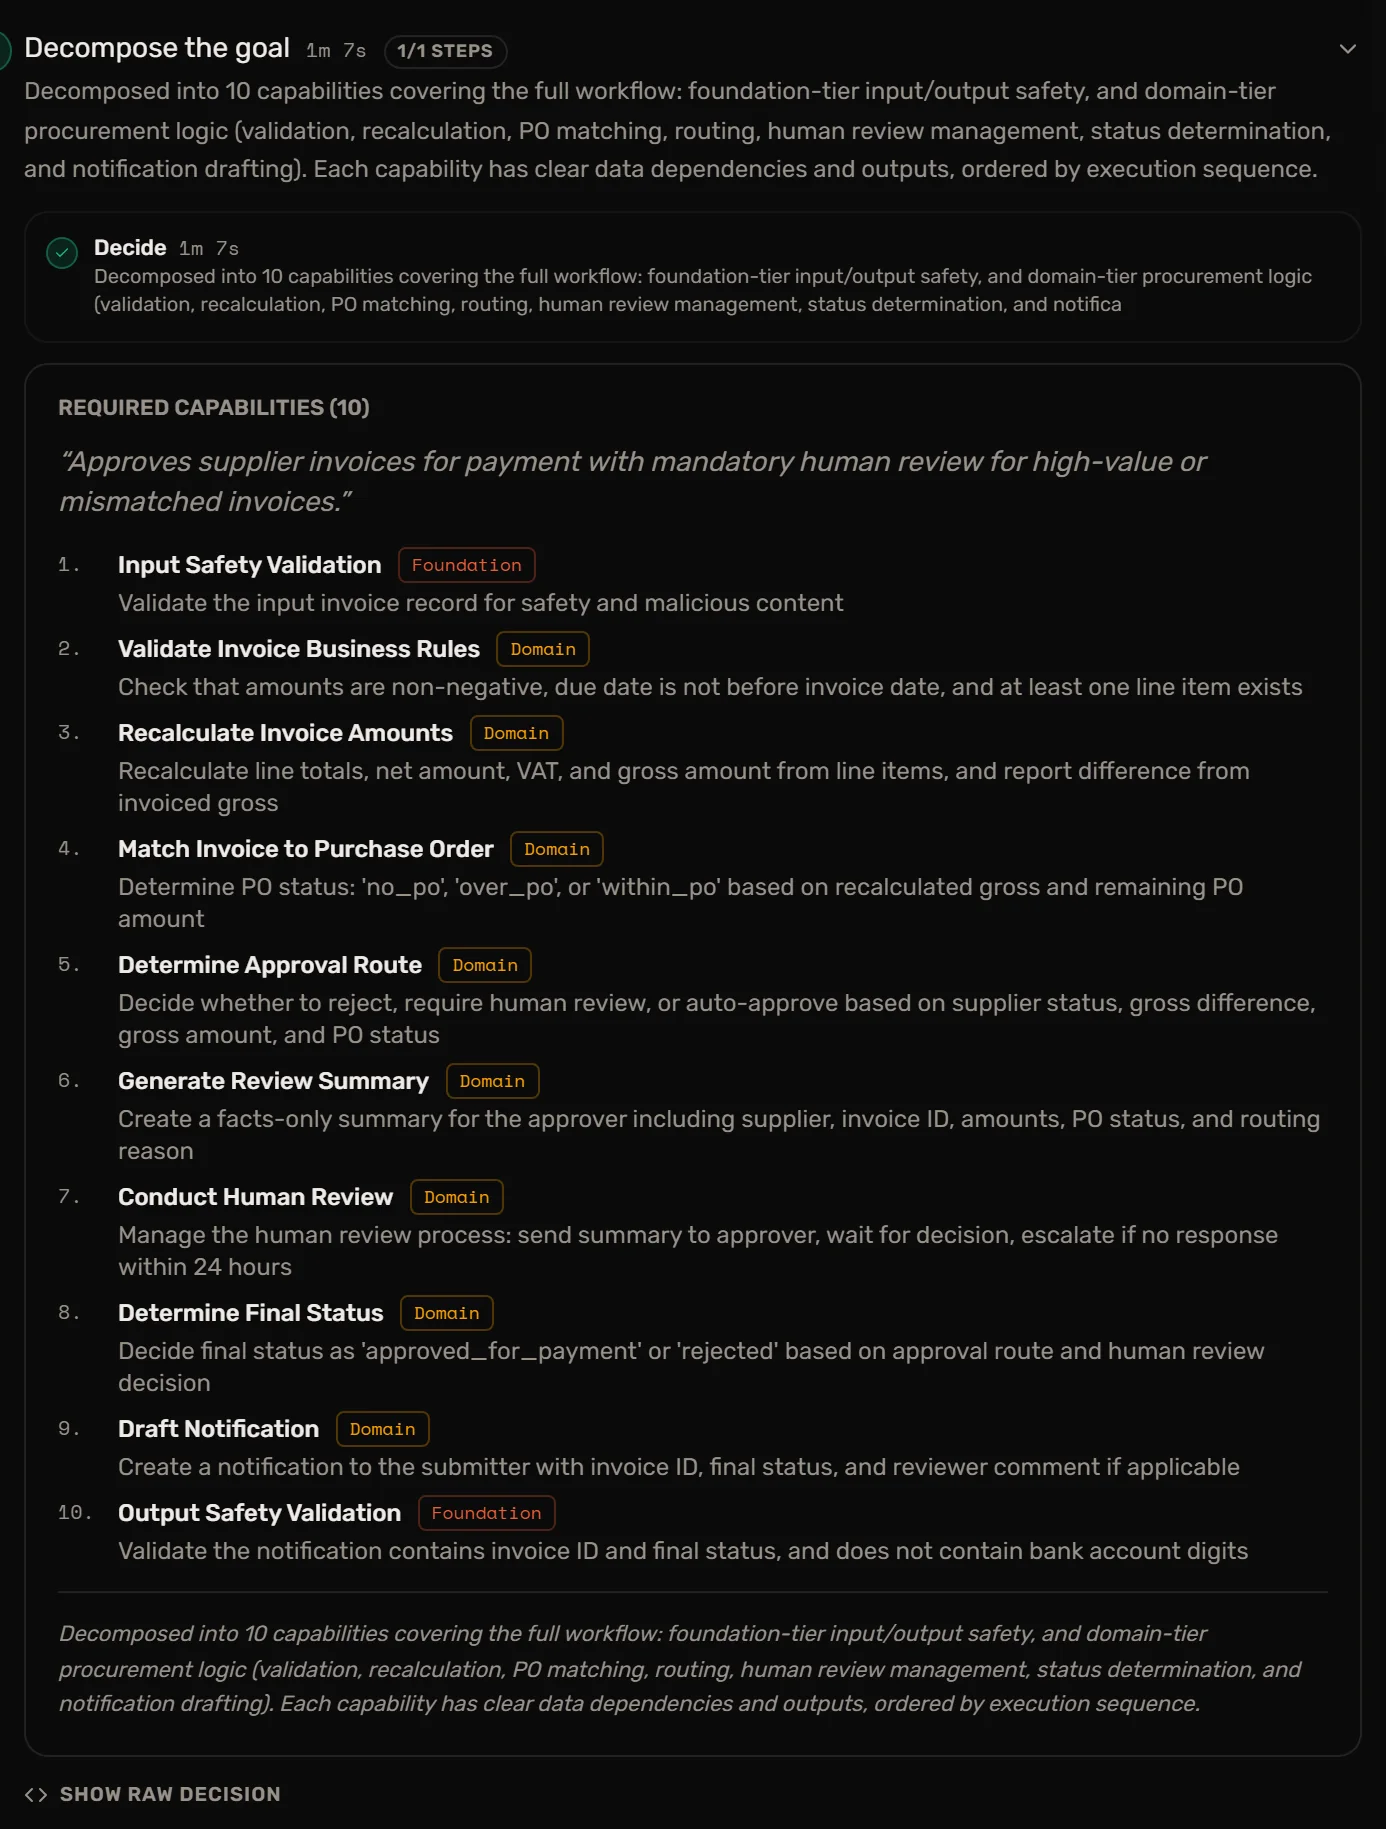 Decompose the goal 1m 7s 1/1 STEPS
Decomposed into 10 capabilities covering the full workflow: foundation-tier input/output safety, and domain-tier
procurement logic (validation, recalculation, PO matching, routing, human review management, status determination,
and notification drafting). Each capability has clear data dependencies and outputs, ordered by execution sequence.
Decide 1m 7s
Decomposed into 10 capabilities covering the full workflow: foundation-tier input/output safety, and domain-tier procurement logic
(validation, recalculation, PO matching, routing, human review management, status determination, and notifica
REQUIRED CAPABILITIES (10)
“Approves supplier invoices for payment with mandatory human review for high-value or
mismatched invoices.”
1. Input Safety Validation Foundation
Validate the input invoice record for safety and malicious content
2. Validate Invoice Business Rules Domain
Check that amounts are non-negative, due date is not before invoice date, and at least one line item exists
3. Recalculate Invoice Amounts Domain
Recalculate line totals, net amount, VAT, and gross amount from line items, and report difference from
invoiced gross
4. Match Invoice to Purchase Order Domain
Determine PO status: 'no_po', 'over_po', or 'within_po' based on recalculated gross and remaining PO
amount
5. Determine Approval Route Domain
Decide whether to reject, require human review, or auto-approve based on supplier status, gross difference,
gross amount, and PO status
6. Generate Review Summary Domain
Create a facts-only summary for the approver including supplier, invoice ID, amounts, PO status, and routing
reason
7. Conduct Human Review Domain
Manage the human review process: send summary to approver, wait for decision, escalate if no response
within 24 hours
8. Determine Final Status Domain
Decide final status as 'approved_for_payment' or 'rejected' based on approval route and human review
decision
9. Draft Notification Domain
Create a notification to the submitter with invoice ID, final status, and reviewer comment if applicable
10. Output Safety Validation Foundation
Validate the notification contains invoice ID and final status, and does not contain bank account digits
Decomposed into 10 capabilities covering the full workflow: foundation-tier input/output safety, and domain-tier
procurement logic (validation, recalculation, PO matching, routing, human review management, status determination, and
notification drafting). Each capability has clear data dependencies and outputs, ordered by execution sequence.
<> SHOW RAW DECISION